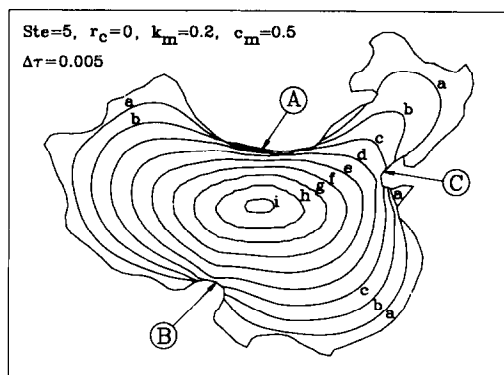 Ste=5, r_c=0, k_m=0.2, c_m=0.5
Δτ=0.005
a
a
A
b
b
c
C
d
e
f
g
h
i
a
c
b
a
B